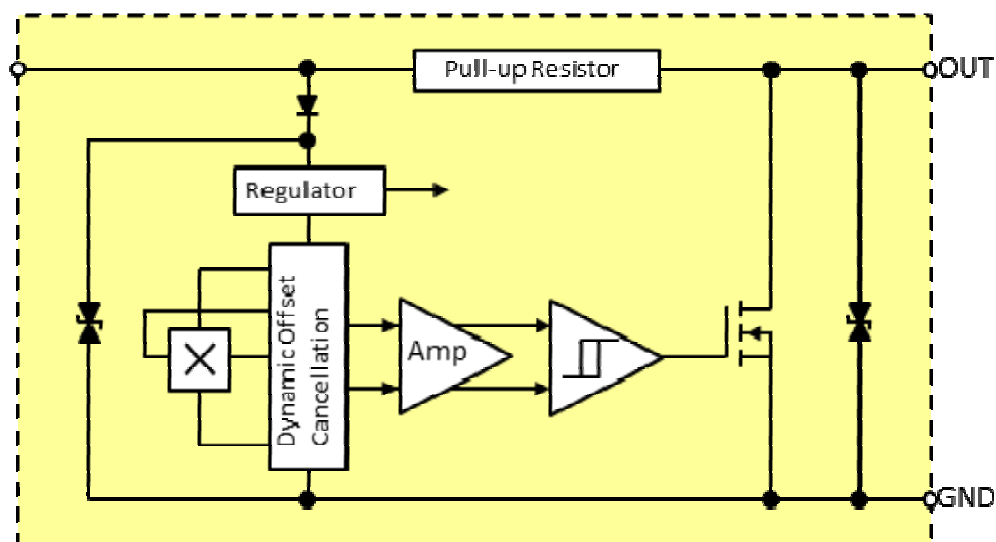 Pull-up Resistor
OUT
Regulator
Dynamic Offset
Cancellation
Amp
GND